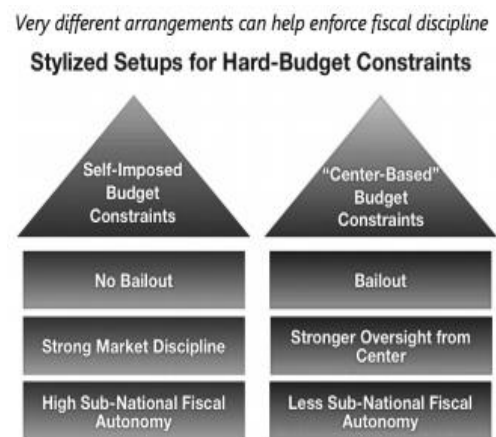 Very different arrangements can help enforce fiscal discipline
Stylized Setups for Hard-Budget Constraints
Self-Imposed
Budget
Constraints
No Bailout
Strong Market Discipline
High Sub-National Fiscal
Autonomy
"Center-Based"
Budget
Constraints
Bailout
Stronger Oversight from
Center
Less Sub-National Fiscal
Autonomy